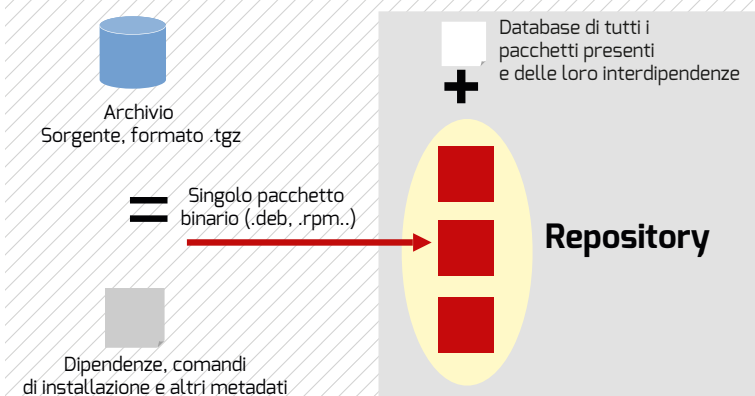 Archivio
Sorgente, formato .tgz
Singolo pacchetto
binario (.deb, .rpm..)
Dipendenze, comandi
di installazione e altri metadati
Database di tutti i
pacchetti presenti
e delle loro interdipendenze
Repository